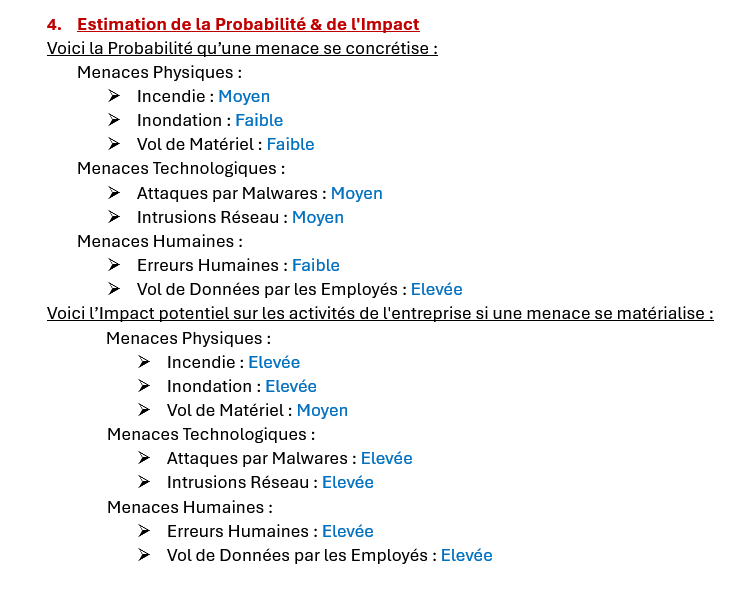 4. Estimation de la Probabilité & de l'Impact
Voici la Probabilité qu’une menace se concrétise :
Menaces Physiques :
➢ Incendie : Moyen
➢ Inondation : Faible
➢ Vol de Matériel : Faible
Menaces Technologiques :
➢ Attaques par Malwares : Moyen
➢ Intrusions Réseau : Moyen
Menaces Humaines :
➢ Erreurs Humaines : Faible
➢ Vol de Données par les Employés : Elevée
Voici l’Impact potentiel sur les activités de l'entreprise si une menace se matérialise :
Menaces Physiques :
➢ Incendie : Elevée
➢ Inondation : Elevée
➢ Vol de Matériel : Moyen
Menaces Technologiques :
➢ Attaques par Malwares : Elevée
➢ Intrusions Réseau : Elevée
Menaces Humaines :
➢ Erreurs Humaines : Elevée
➢ Vol de Données par les Employés : Elevée